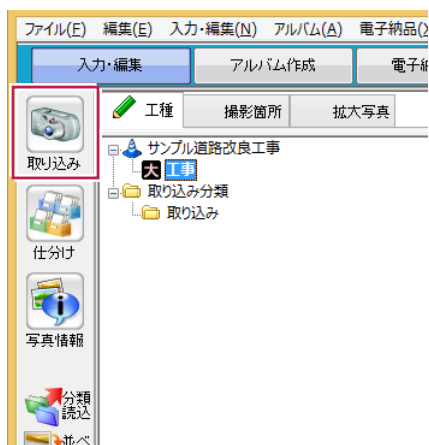 ファイル(F) 編集(E) 入力・編集(N) アルバム(A) 電子納品(X
入力・編集 アルバム作成 電子納
工種 撮影箇所 拡大写真
取り込み
サンプル道路改良工事
大 工事
取り込み分類
取り込み
仕分け
写真情報
分類
読込
並べ